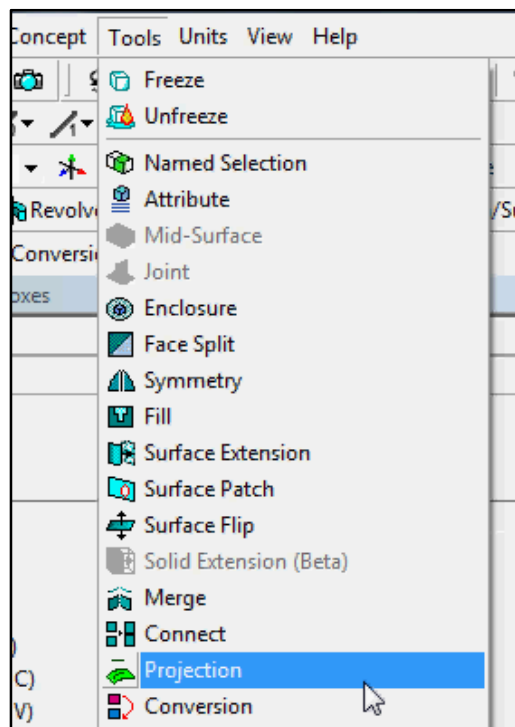 Concept Tools Units View Help
Freeze
Unfreeze
Named Selection
Attribute
Revolve
Mid-Surface
Conversi
Joint
oxes
Enclosure
Face Split
Symmetry
Fill
Surface Extension
Surface Patch
Surface Flip
Solid Extension (Beta)
Merge
Connect
)
Projection
C)
Conversion
V)